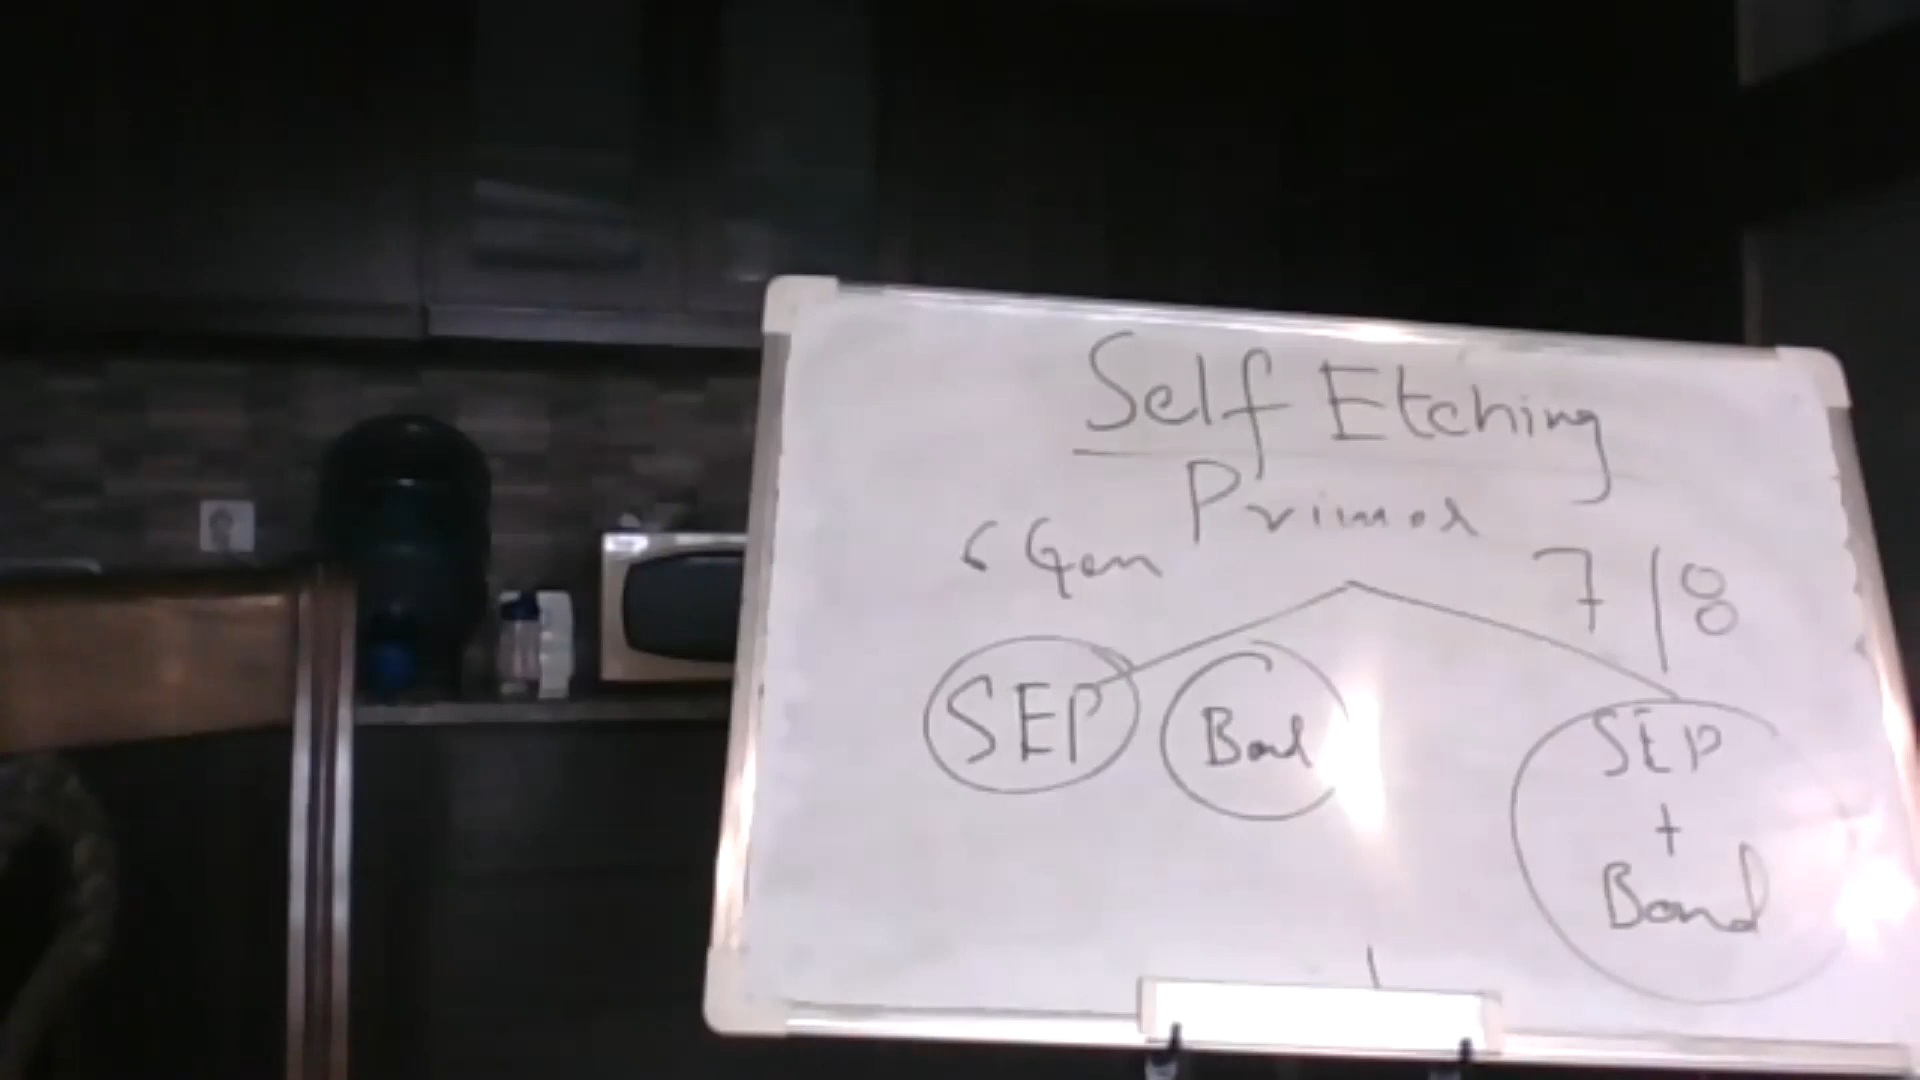 Self Etching
Primer
6 Gen
7/8
SEP
Bond
SEP
+
Bond